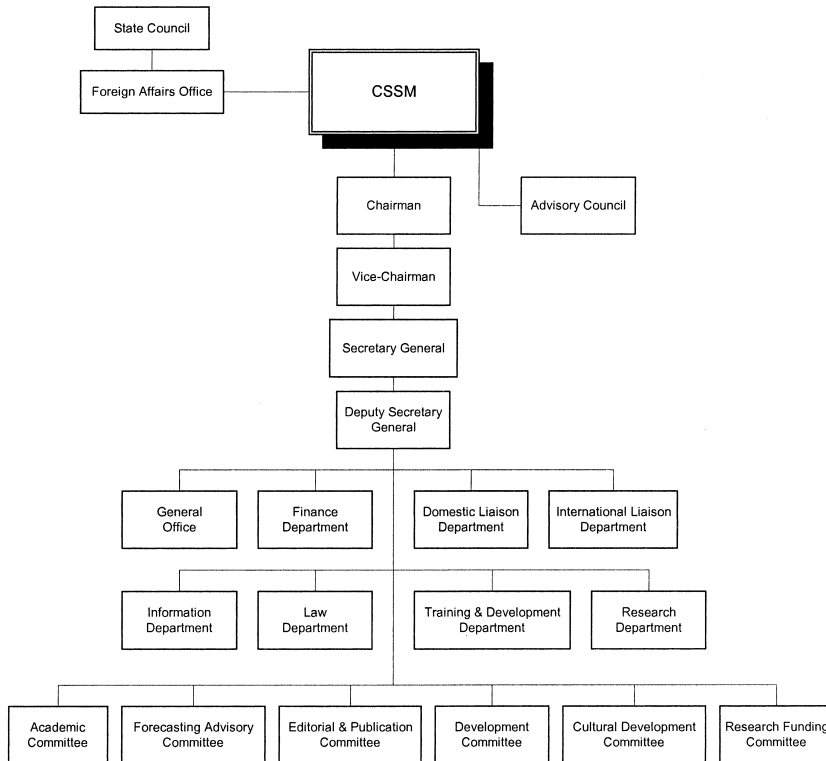 State Council
Foreign Affairs Office
CSSM
Chairman
Advisory Council
Vice-Chairman
Secretary General
Deputy Secretary
General
General
Office
Finance
Department
Domestic Liaison
Department
International Liaison
Department
Information
Department
Law
Department
Training & Development
Department
Research
Department
Academic
Committee
Forecasting Advisory
Committee
Editorial & Publication
Committee
Development
Committee
Cultural Development
Committee
Research Funding
Committee